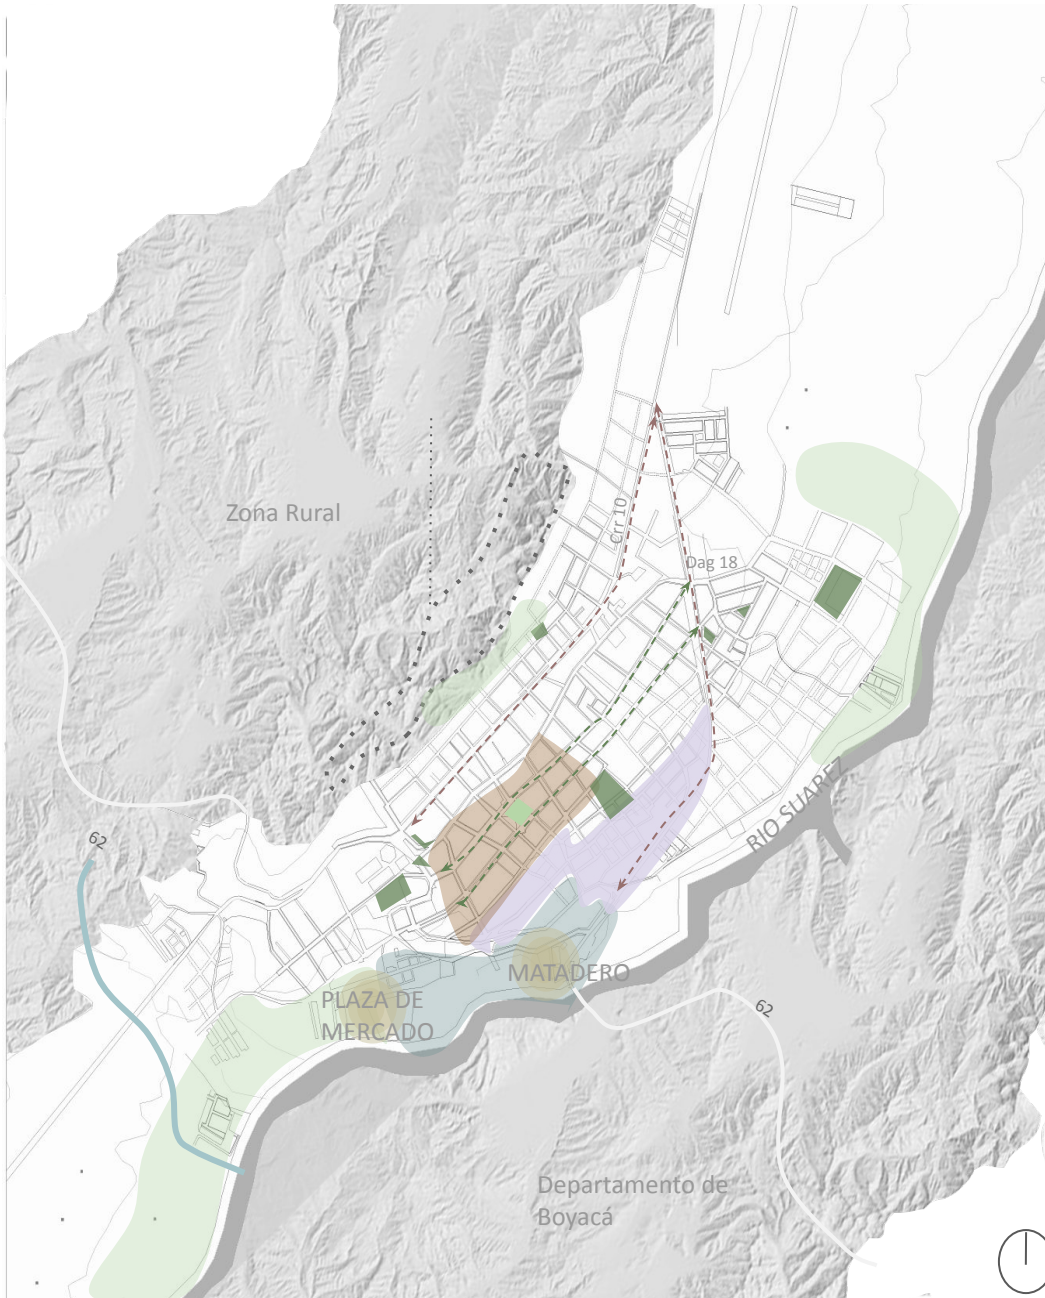 Crr 10
Zona Rural
Dag 18
RIO SUAREZ
62
MATADERO
PLAZA DE
MERCADO
62
Departamento de
Boyacá